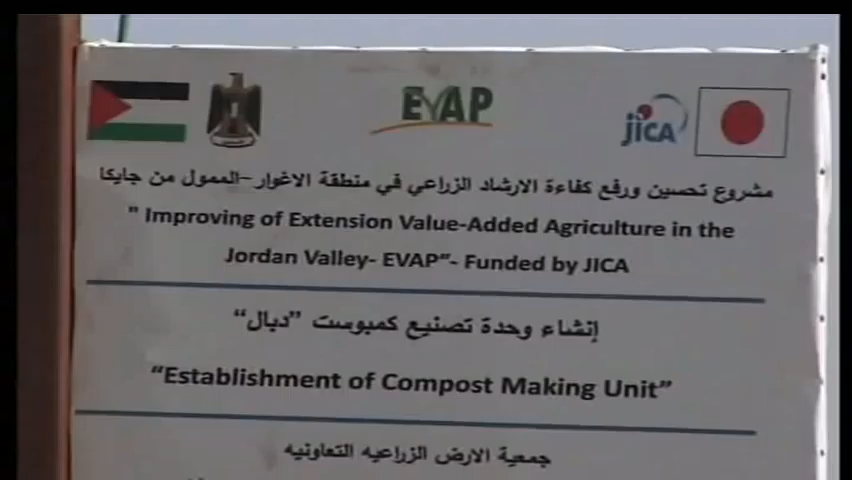 EVAP
jiCA
مشروع تحسين ورفع كفاءة الارشاد الزراعي في منطقة الاغوار -الممول من جايكا
" Improving of Extension Value-Added Agriculture in the
Jordan Valley- EVAP"- Funded by JICA
إنشاء وحدة تصنيع كمبوست "دبال"
"Establishment of Compost Making Unit"
جمعية الارض الزراعيه التعاونيه